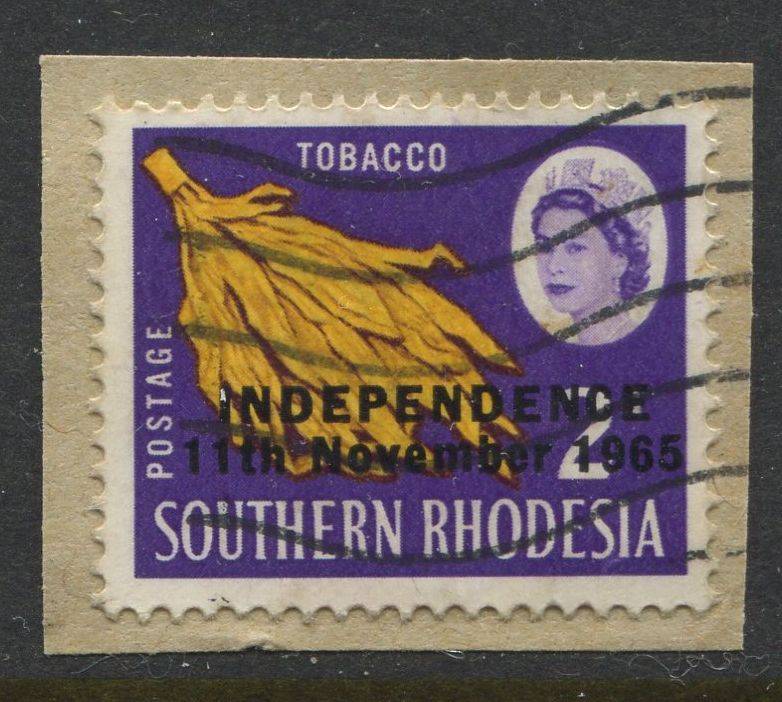 TOBACCO
POSTAGE
2
INDEPENDENCE
11th November 1965
SOUTHERN RHODESIA